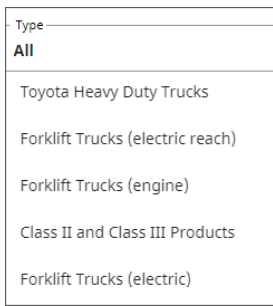 Type
All
Toyota Heavy Duty Trucks
Forklift Trucks (electric reach)
Forklift Trucks (engine)
Class II and Class III Products
Forklift Trucks (electric)